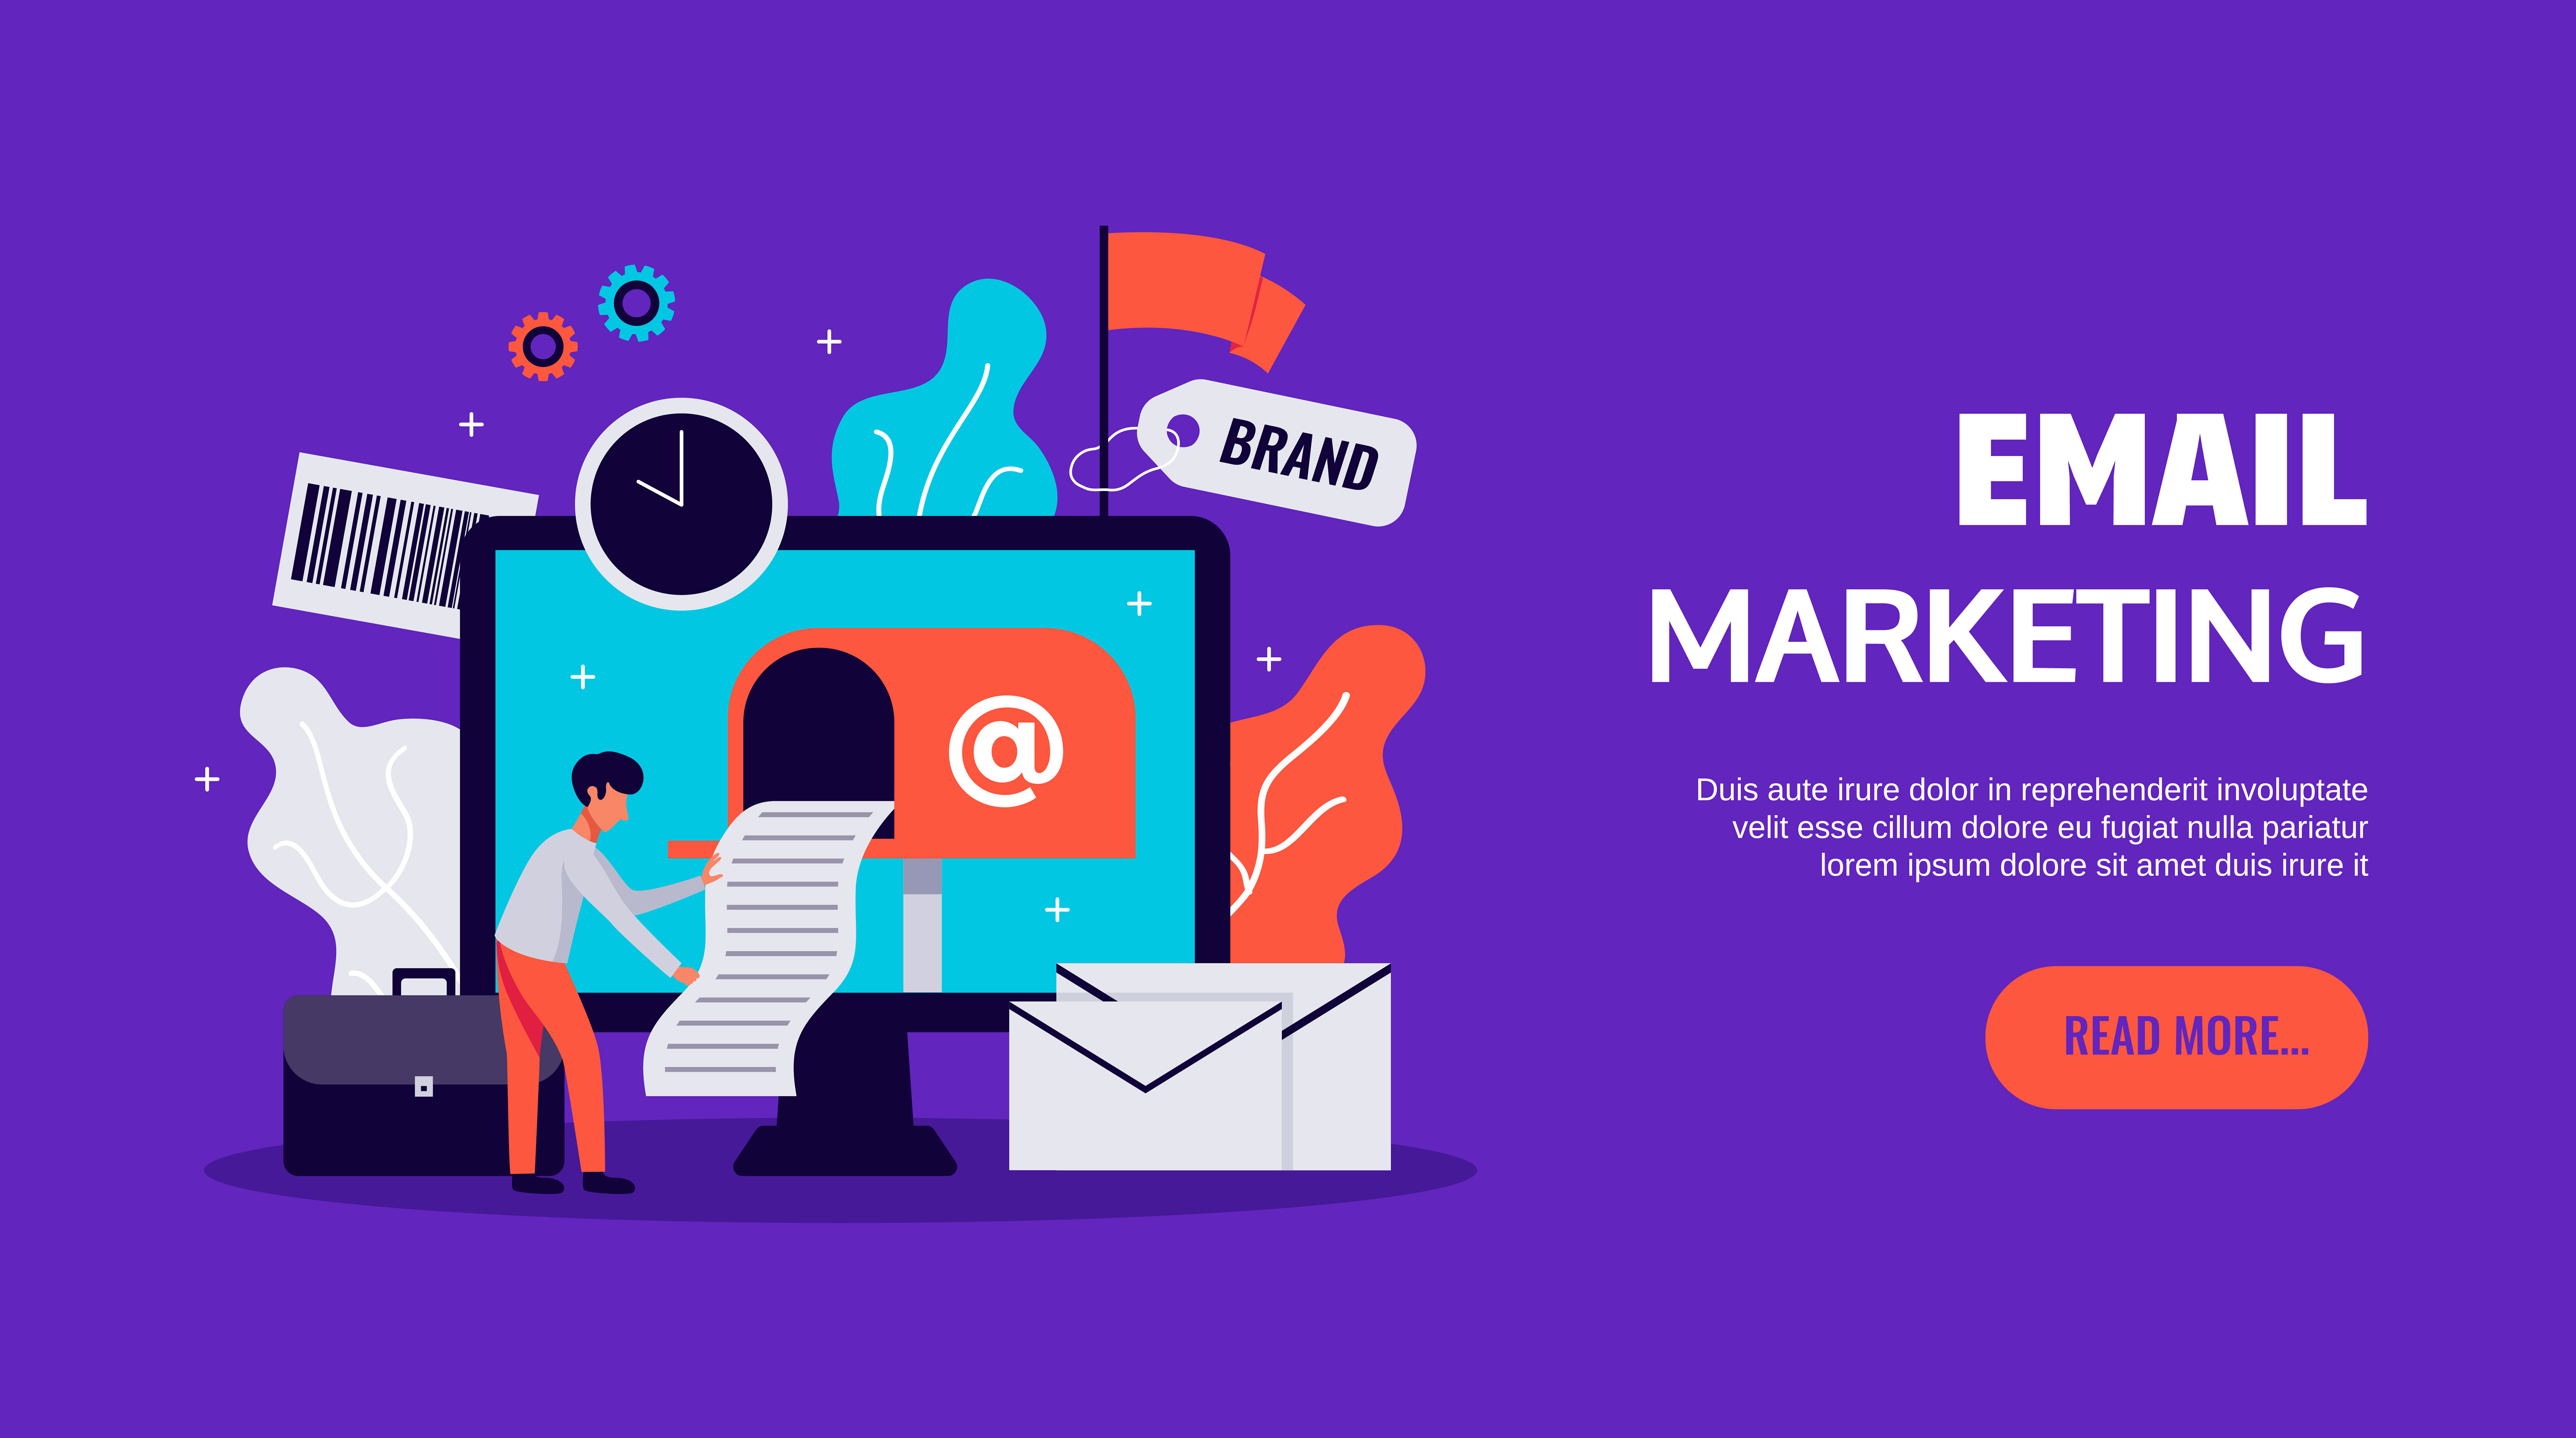 BRAND
@
EMAIL
MARKETING
Duis aute irure dolor in reprehenderit involuptate
velit esse cillum dolore eu fugiat nulla pariatur
lorem ipsum dolore sit amet duis irure it
READ MORE...